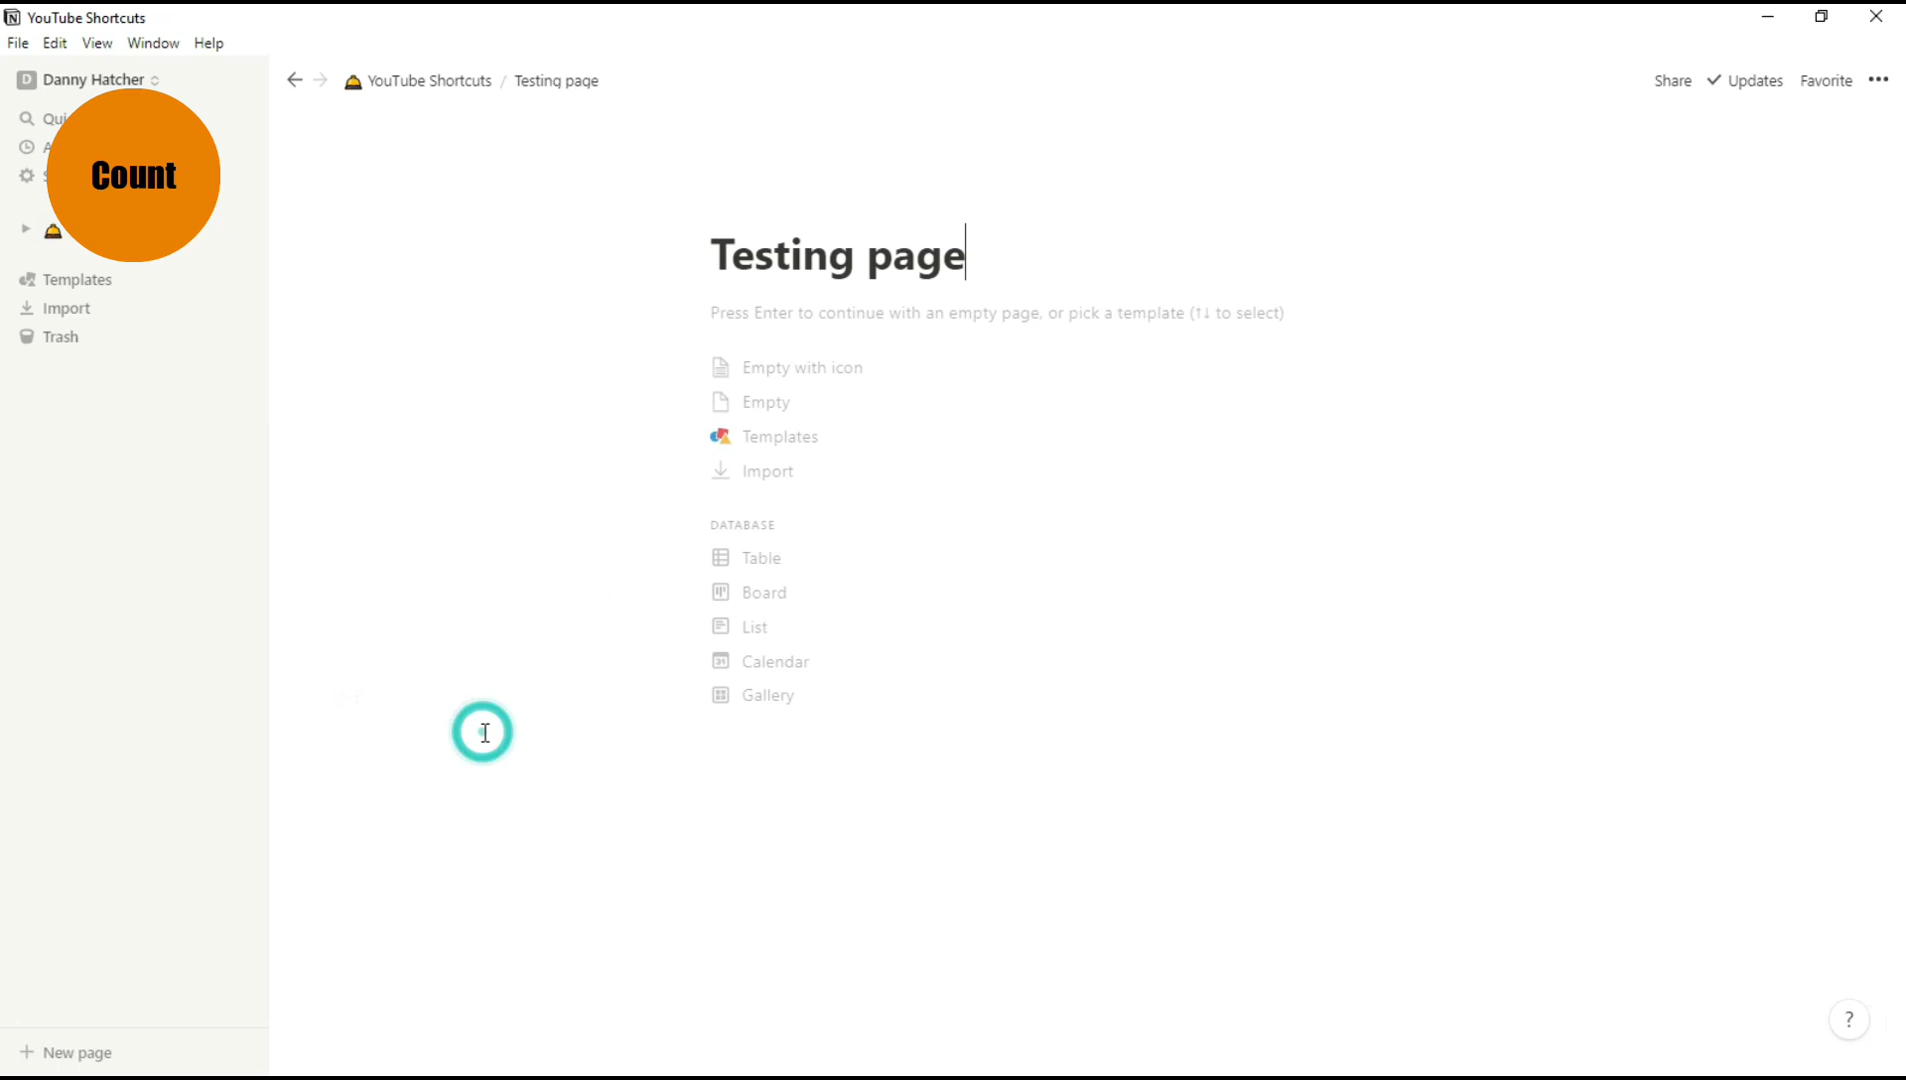 YouTube Shortcuts
File Edit View Window Help
D Danny Hatcher
YouTube Shortcuts / Testing page
Share Updates Favorite •••
Count
Templates
Import
Trash
Testing page
Press Enter to continue with an empty page, or pick a template (↑↓ to select)
Empty with icon
Empty
Templates
Import
DATABASE
Table
Board
List
Calendar
Gallery
?
+ New page